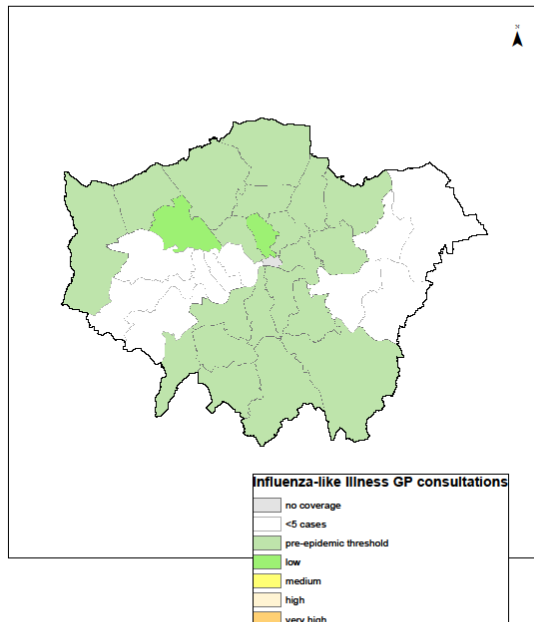 N
Influenza-like Illness GP consultations
no coverage
<5 cases
pre-epidemic threshold
low
medium
high
very high